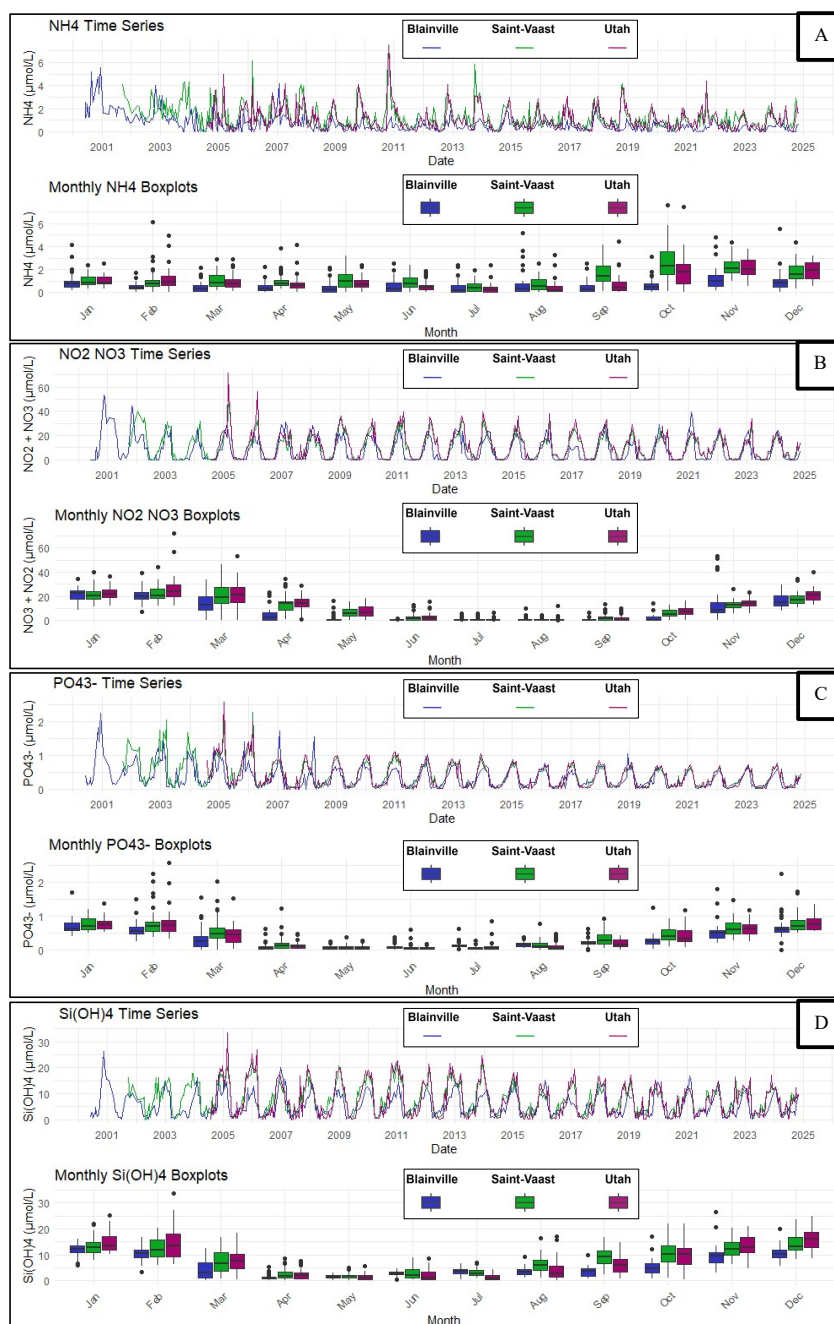 NH4 Time Series
Blainville Saint-Vaast Utah
A
NH4 (µmol/L)
6
4
2
0
2001 2003 2005 2007 2009 2011 2013 2015 2017 2019 2021 2023 2025
Date
Monthly NH4 Boxplots
Blainville Saint-Vaast Utah
NH4 (µmol/L)
6
4
2
0
Jan Feb Mar Apr May Jun Jul Aug Sep Oct Nov Dec
Month
NO2 NO3 Time Series
Blainville Saint-Vaast Utah
B
NO2 + NO3 (µmol/L)
60
40
20
0
2001 2003 2005 2007 2009 2011 2013 2015 2017 2019 2021 2023 2025
Date
Monthly NO2 NO3 Boxplots
Blainville Saint-Vaast Utah
NO3 + NO2 (µmol/L)
60
40
20
0
Jan Feb Mar Apr May Jun Jul Aug Sep Oct Nov Dec
Month
PO43- Time Series
Blainville Saint-Vaast Utah
C
PO43- (µmol/L)
2
1
0
2001 2003 2005 2007 2009 2011 2013 2015 2017 2019 2021 2023 2025
Date
Monthly PO43- Boxplots
Blainville Saint-Vaast Utah
PO43- (µmol/L)
2
1
0
Jan Feb Mar Apr May Jun Jul Aug Sep Oct Nov Dec
Month
Si(OH)4 Time Series
Blainville Saint-Vaast Utah
D
Si(OH)4 (µmol/L)
30
20
10
0
2001 2003 2005 2007 2009 2011 2013 2015 2017 2019 2021 2023 2025
Date
Monthly Si(OH)4 Boxplots
Blainville Saint-Vaast Utah
Si(OH)4 (µmol/L)
30
20
10
0
Jan Feb Mar Apr May Jun Jul Aug Sep Oct Nov Dec
Month